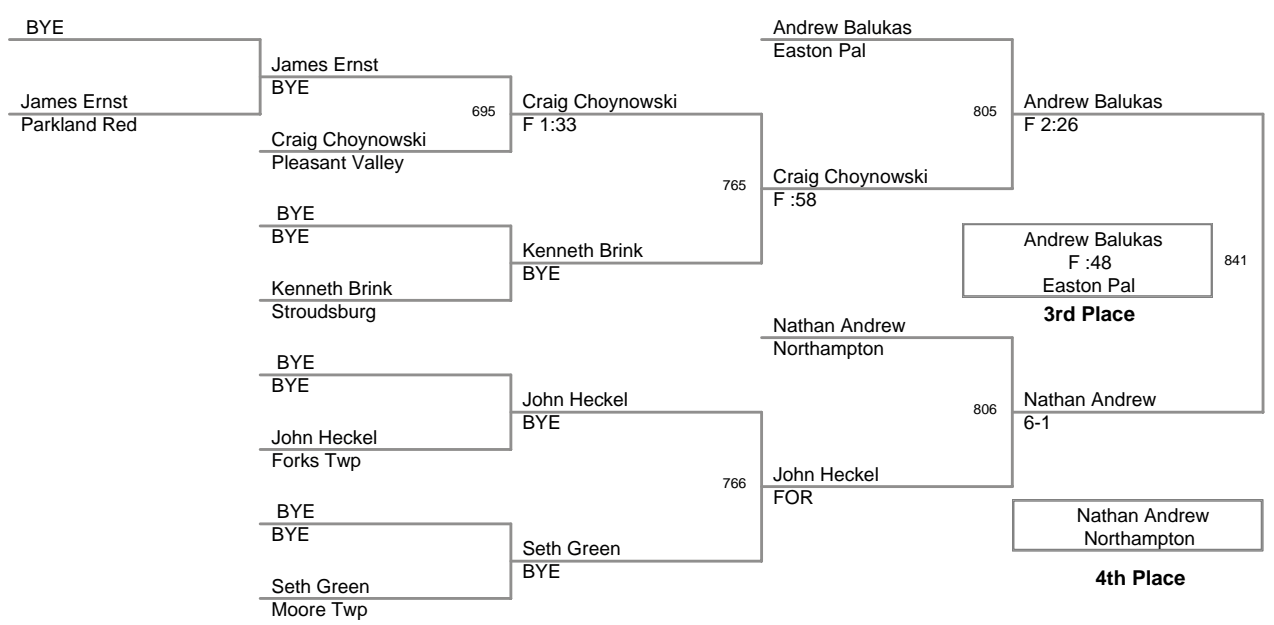 BYE
James Ernst
Parkland Red
James Ernst
BYE
695
Craig Choynowski
Pleasant Valley
Craig Choynowski
F 1:33
BYE
BYE
Kenneth Brink
Stroudsburg
Kenneth Brink
BYE
765
Craig Choynowski
F :58
Andrew Balukas
Easton Pal
805
Andrew Balukas
F 2:26
BYE
BYE
John Heckel
Forks Twp
John Heckel
BYE
BYE
BYE
Seth Green
Moore Twp
Seth Green
BYE
766
John Heckel
FOR
Nathan Andrew
Northampton
806
Nathan Andrew
6-1
841
Andrew Balukas
F :48
Easton Pal
3rd Place
Nathan Andrew
Northampton
4th Place